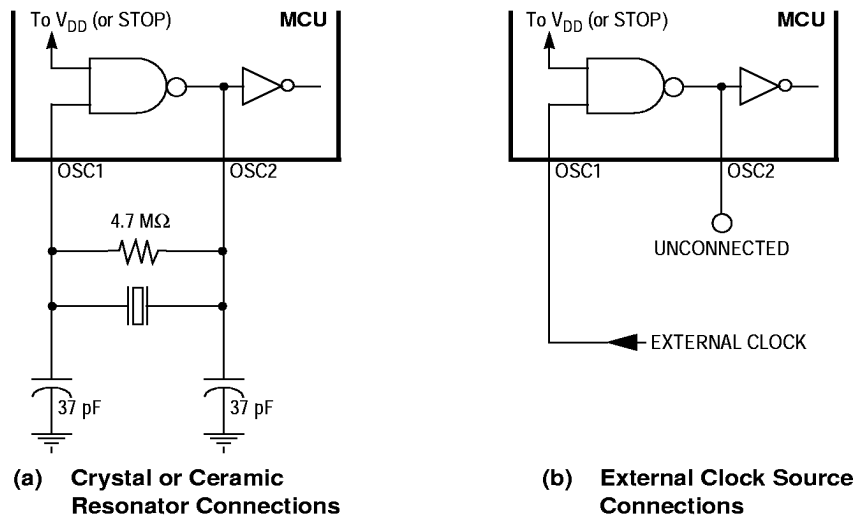 To VDD (or STOP)
MCU
OSC1
OSC2
4.7 MΩ
37 pF
37 pF
(a) Crystal or Ceramic
Resonator Connections
To VDD (or STOP)
MCU
OSC1
OSC2
UNCONNECTED
EXTERNAL CLOCK
(b) External Clock Source
Connections